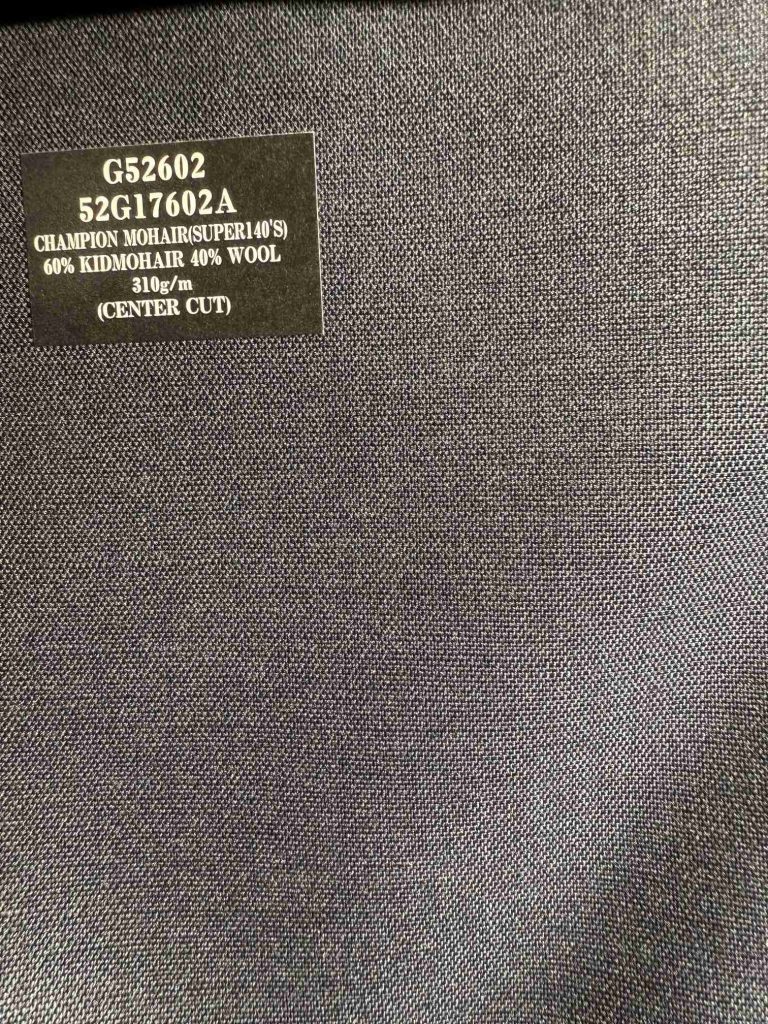 G52602
52G17602A
CHAMPION MOHAIR(SUPER140'S)
60% KIDMOHAIR 40% WOOL
310g/m
(CENTER CUT)